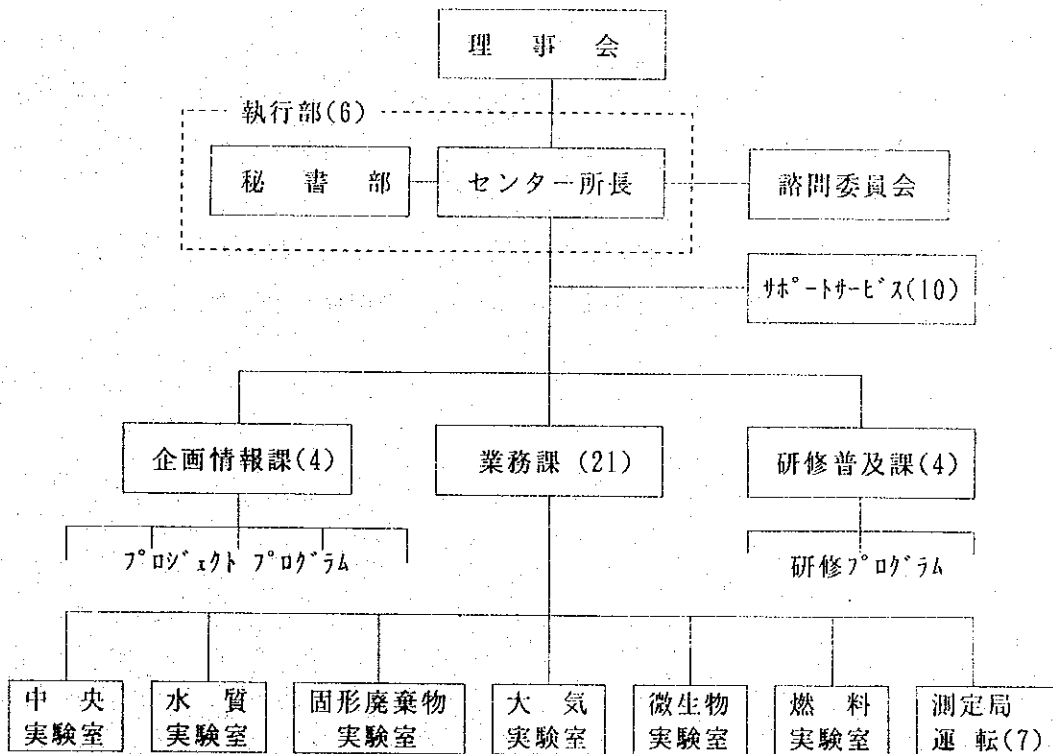 理事会
執行部(6)
秘書部 センター所長 諮問委員会
サポートサービス(10)
企画情報課(4) 業務課(21) 研修普及課(4)
プロジェクト プログラム 研修プログラム
中央 水質 固形廃棄物 大気 微生物 燃料 測定局
実験室 実験室 実験室 実験室 実験室 実験室 運転(7)